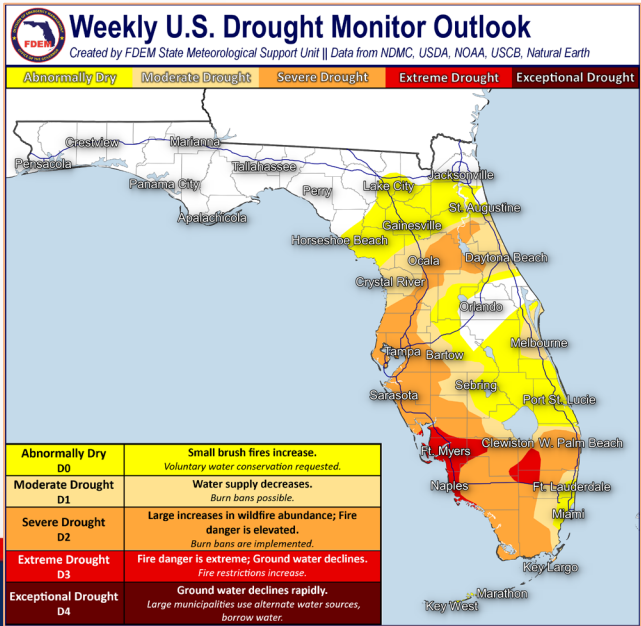 Weekly U.S. Drought Monitor Outlook
Created by FDEM State Meteorological Support Unit || Data from NDMC, USDA, NOAA, USCB, Natural Earth
FDEM
Abnormally Dry Moderate Drought Severe Drought Extreme Drought Exceptional Drought
Crestview
Marianna
Pensacola
Tallahassee
Jacksonville
Panama City
Perry
Lake City
Apalachicola
St. Augustine
Gainesville
Horseshoe Beach
Ocala
Daytona Beach
Crystal River
Orlando
Tampa
Bartow
Melbourne
Sarasota
Sebring
Port St. Lucie
Clewiston
W. Palm Beach
Ft. Myers
Naples
Ft. Lauderdale
Miami
Key Largo
Marathon
Key West
Abnormally Dry
D0
Small brush fires increase.
Voluntary water conservation requested.
Moderate Drought
D1
Water supply decreases.
Burn bans possible.
Severe Drought
D2
Large increases in wildfire abundance; Fire
danger is elevated.
Burn bans are implemented.
Extreme Drought
D3
Fire danger is extreme; Ground water declines.
Fire restrictions increase.
Exceptional Drought
D4
Ground water declines rapidly.
Large municipalities use alternate water sources,
borrow water.